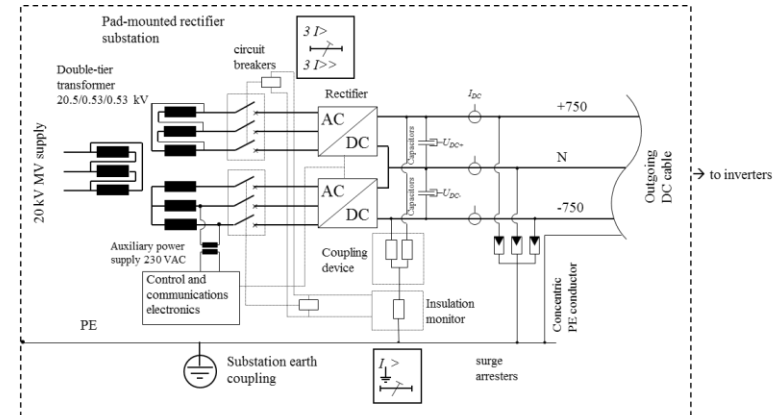 Pad-mounted rectifier
substation
3 I>
3 I>>
circuit
breakers
Double-tier
transformer
20.5/0.53/0.53 kV
Rectifier
AC
DC
I_DC
+750
20 kV MV supply
Capacitors
U_DC+
N
Outgoing
DC cable
→ to inverters
AC
DC
Capacitors
U_DC-
-750
Auxiliary power
supply 230 VAC
Coupling
device
Control and
communications
electronics
Insulation
monitor
Concentric
PE conductor
PE
Substation earth
coupling
I >
surge
arresters